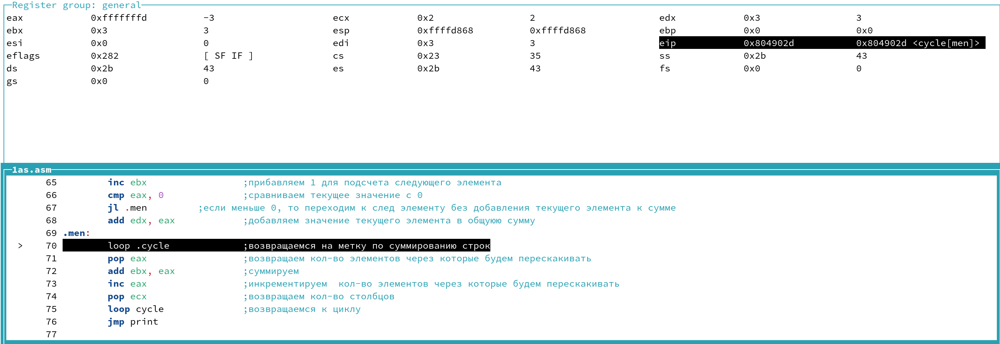 Register group: general
eax 0xfffffffd -3 ecx 0x2 2 edx 0x3 3
ebx 0x3 3 esp 0xffffd868 0xffffd868 ebp 0x0 0x0
esi 0x0 0 edi 0x3 3 eip 0x804902d 0x804902d <cycle[men]>
eflags 0x282 [ SF IF ] cs 0x23 35 ss 0x2b 43
ds 0x2b 43 es 0x2b 43 fs 0x0 0
gs 0x0 0
1as.asm
65 inc ebx ;прибавляем 1 для подсчета следующего элемента
66 cmp eax, 0 ;сравниваем текущее значение с 0
67 jl .men ;если меньше 0, то переходим к след элементу без добавления текущего элемента к сумме
68 add edx, eax ;добавляем значение текущего элемента в общуюю сумму
69 .men:
> 70 loop .cycle ;возвращаемся на метку по суммированию строк
71 pop eax ;возвращаем кол-во элементов через которые будем перескакивать
72 add ebx, eax ;суммируем
73 inc eax ;инкрементируем кол-во элементов через которые будем перескакивать
74 pop ecx ;возвращаем кол-во столбцов
75 loop cycle ;возвращаемся к циклу
76 jmp print
77